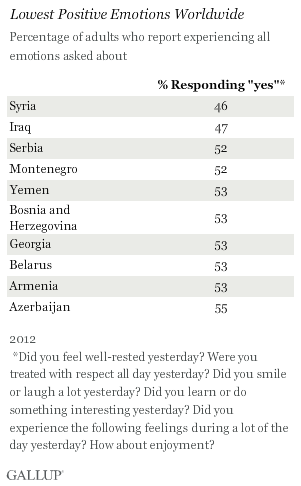 Lowest Positive Emotions Worldwide
Percentage of adults who report experiencing all
emotions asked about
% Responding "yes"*
Syria 46
Iraq 47
Serbia 52
Montenegro 52
Yemen 53
Bosnia and
Herzegovina 53
Georgia 53
Belarus 53
Armenia 53
Azerbaijan 55
2012
*Did you feel well-rested yesterday? Were you
treated with respect all day yesterday? Did you smile
or laugh a lot yesterday? Did you learn or do
something interesting yesterday? Did you
experience the following feelings during a lot of the
day yesterday? How about enjoyment?
GALLUP®